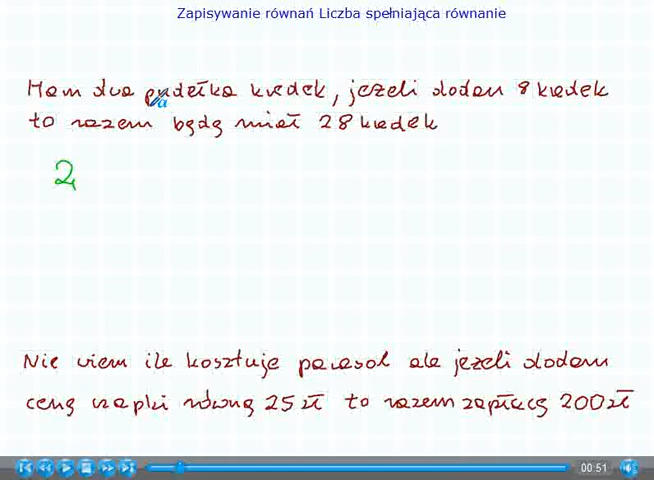 Zapisywanie równań Liczba spełniająca równanie
Mam dwa pudełka kredek, jeżeli dodam 8 kredek
to razem będę miał 28 kredek
2
Nie wiem ile kosztuje parasol ale jeżeli dodam
cenę czapki równą 25 zł to razem zapłacę 200 zł
00:51